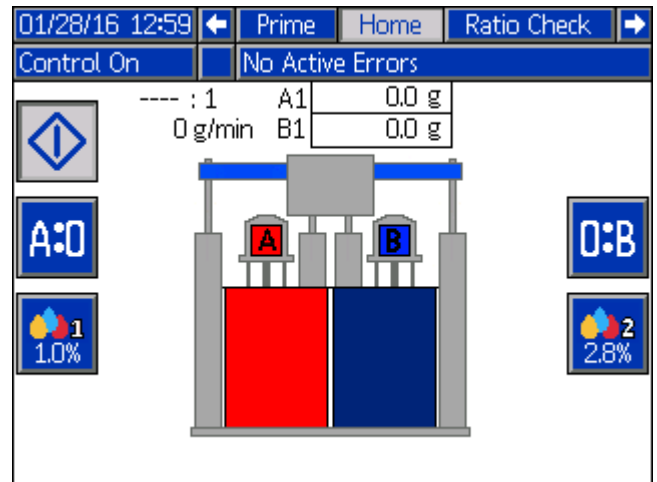 01/28/16 12:59 Prime Home Ratio Check
Control On No Active Errors
---- : 1 A1 0.0 g
0 g/min B1 0.0 g
A B
A:0 0:B
1 2
1.0% 2.8%